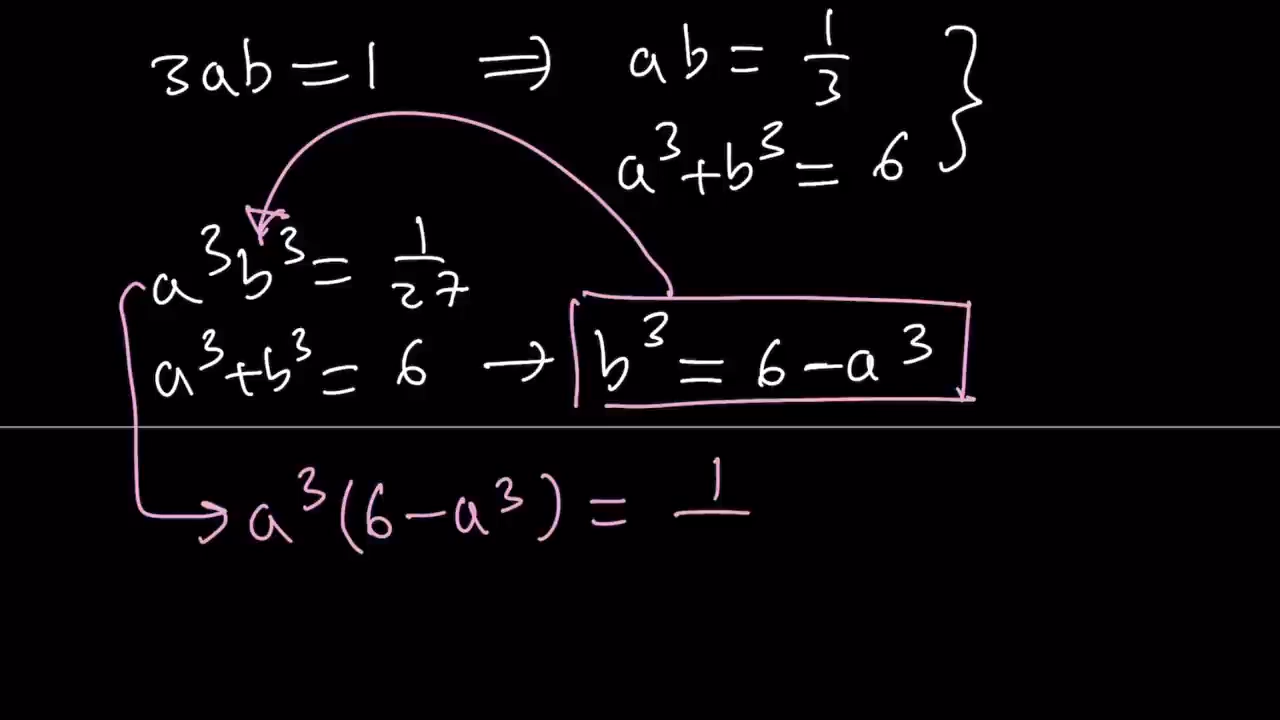 3ab = 1 ⟹ ab = 1/3
a³+b³ = 6
a³b³ = 1/27
a³+b³ = 6 → b³ = 6-a³
a³(6-a³) = 1/